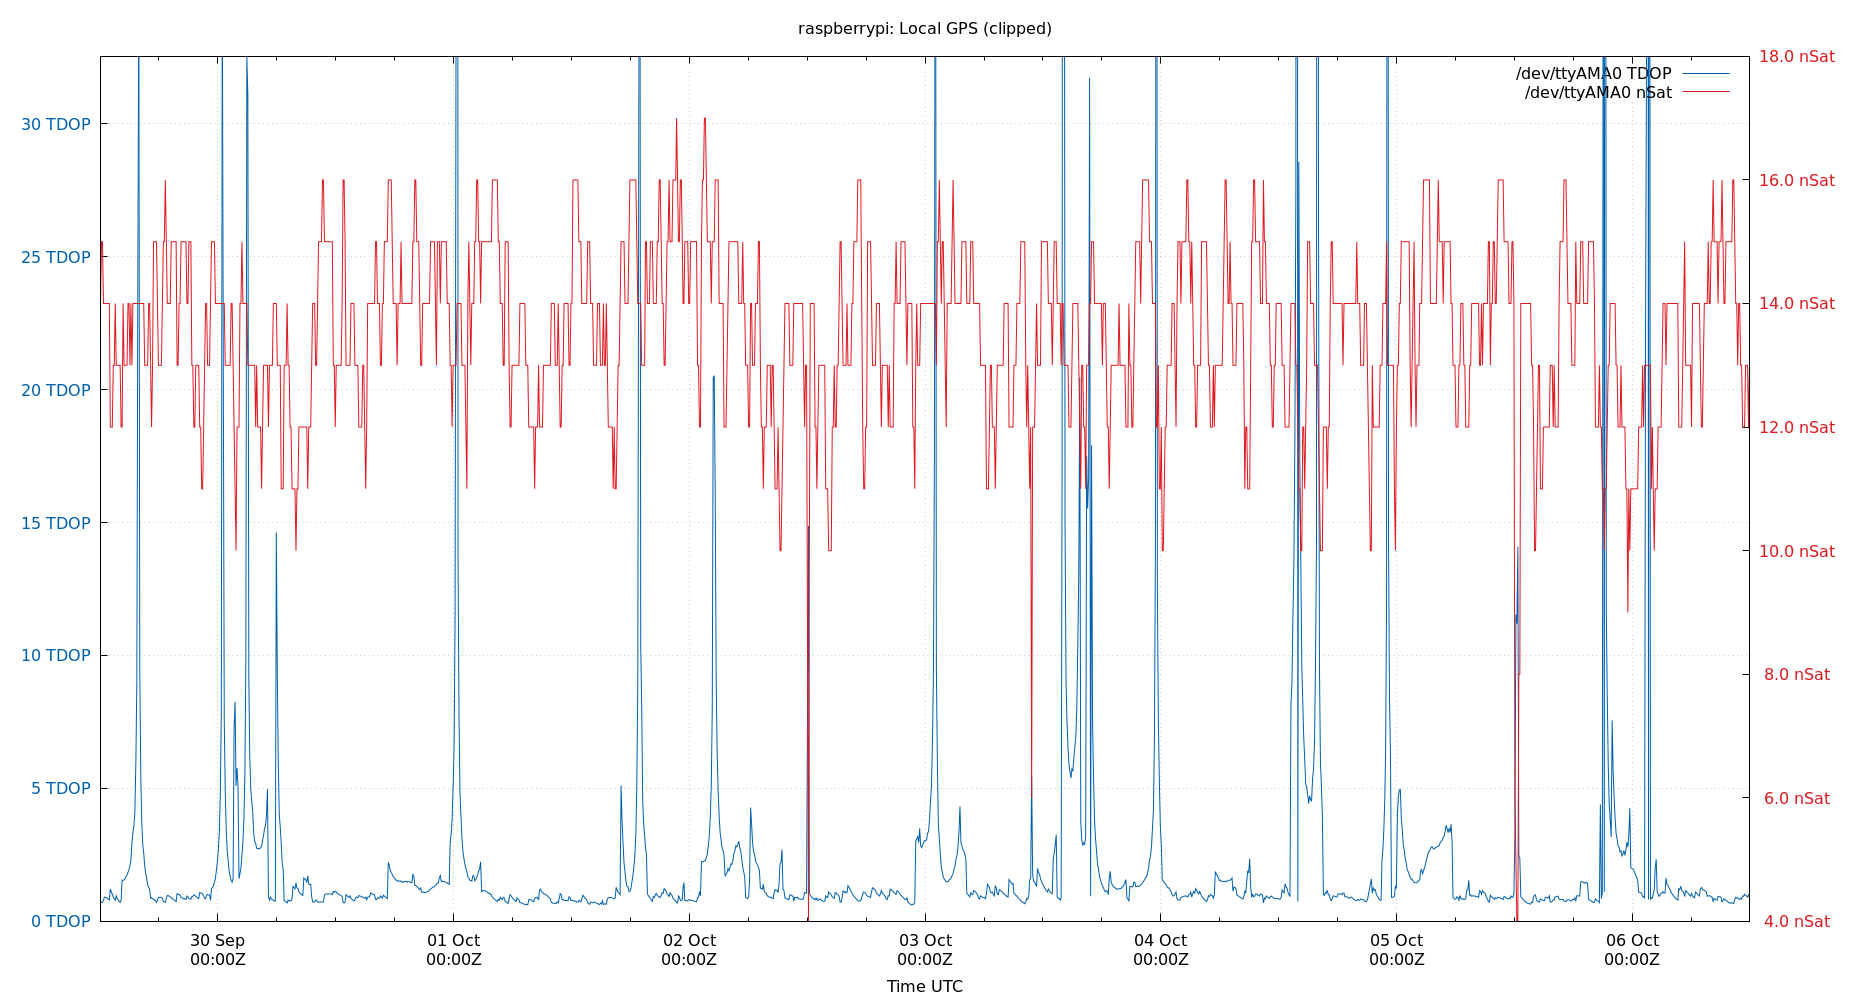 raspberrypi: Local GPS (clipped)
/dev/ttyAMA0 TDOP
/dev/ttyAMA0 nSat
30 TDOP
25 TDOP
20 TDOP
15 TDOP
10 TDOP
5 TDOP
0 TDOP
18.0 nSat
16.0 nSat
14.0 nSat
12.0 nSat
10.0 nSat
8.0 nSat
6.0 nSat
4.0 nSat
30 Sep
00:00Z
01 Oct
00:00Z
02 Oct
00:00Z
03 Oct
00:00Z
04 Oct
00:00Z
05 Oct
00:00Z
06 Oct
00:00Z
Time UTC